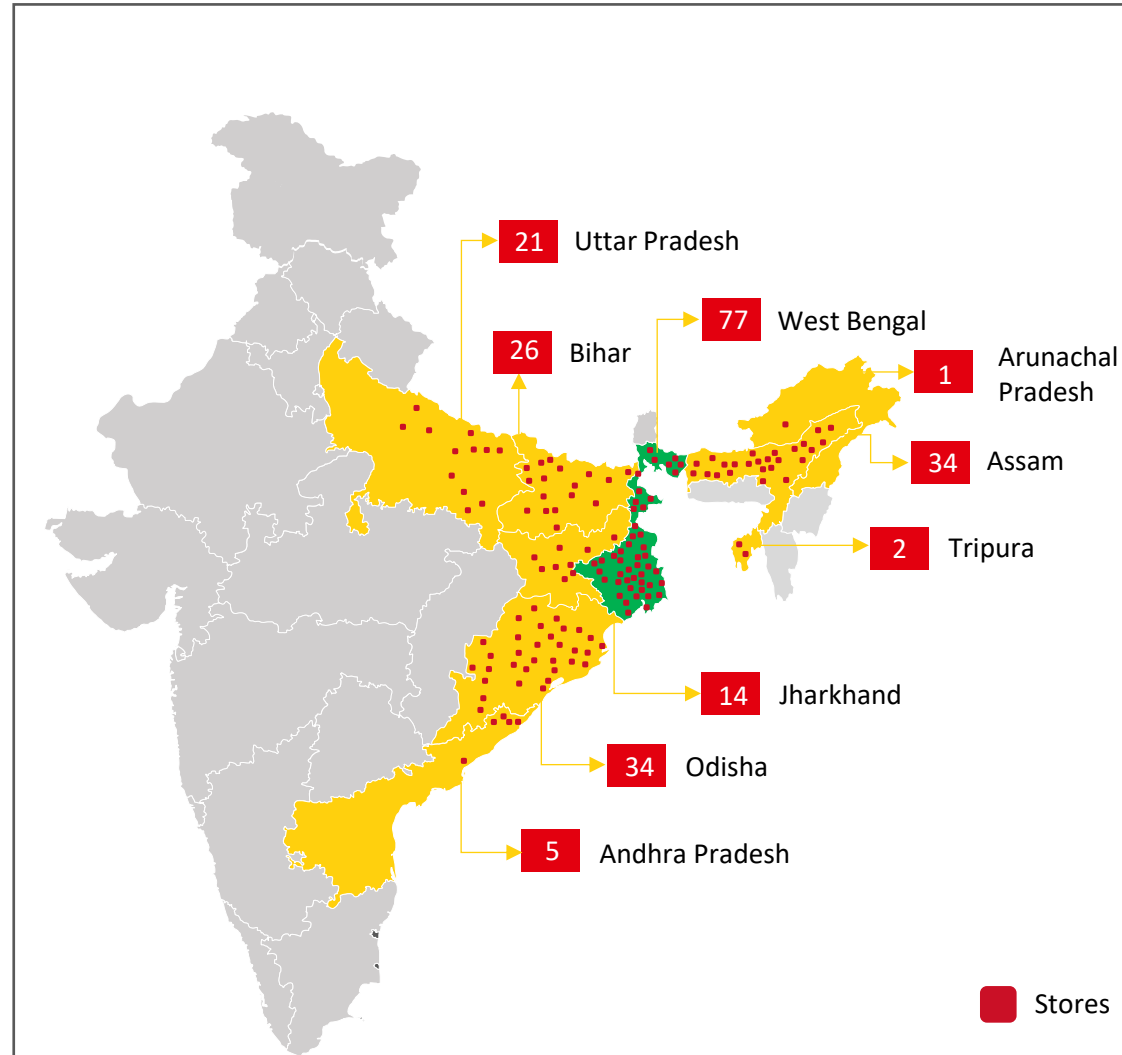 21 Uttar Pradesh
77 West Bengal
26 Bihar
1 Arunachal
Pradesh
34 Assam
2 Tripura
14 Jharkhand
34 Odisha
5 Andhra Pradesh
Stores